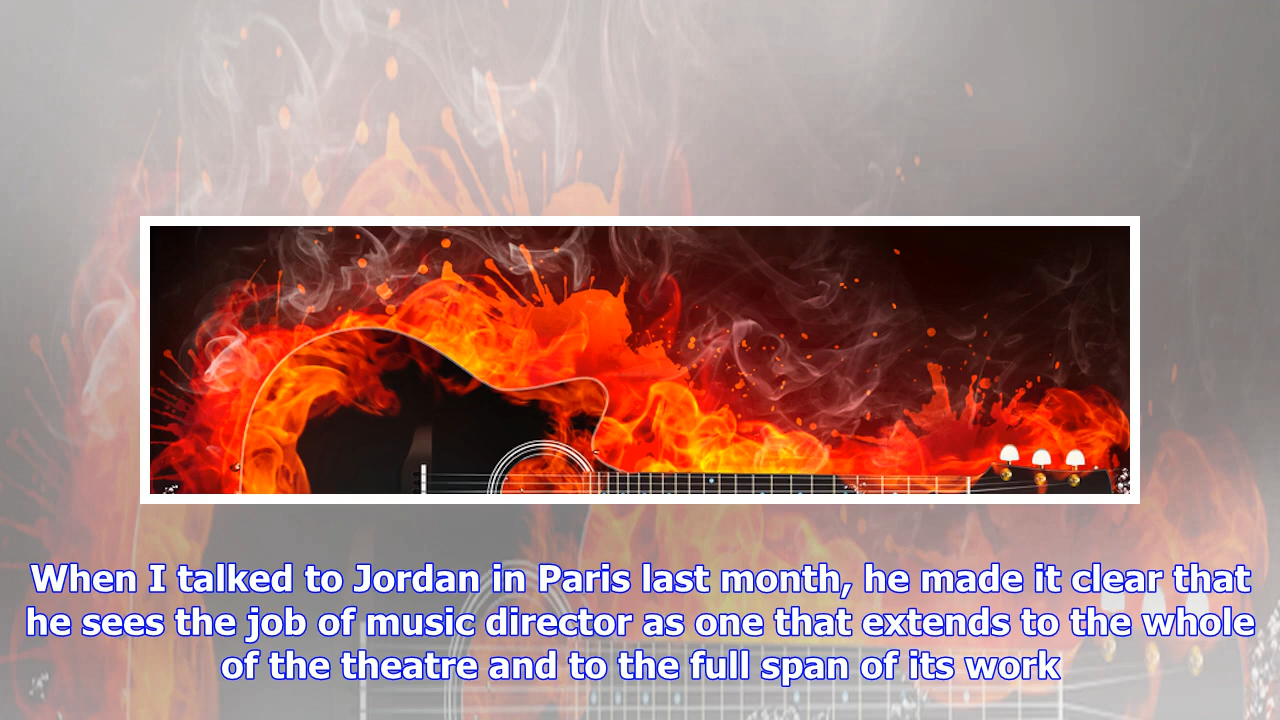 When I talked to Jordan in Paris last month, he made it clear that
he sees the job of music director as one that extends to the whole
of the theatre and to the full span of its work